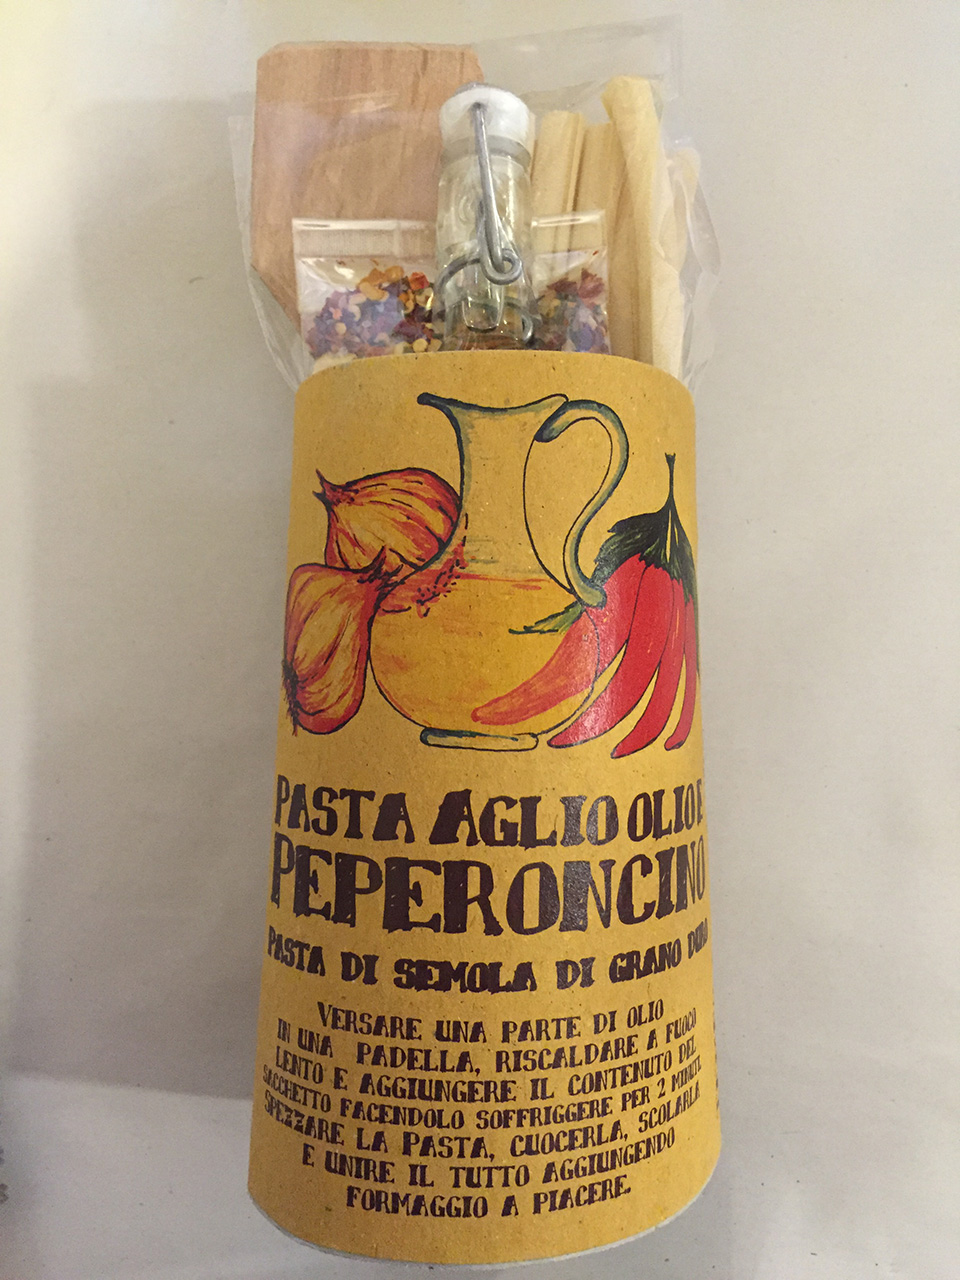 PASTA AGLIO OLIO E
PEPERONCINO
PASTA DI SEMOLA DI GRANO DURO
VERSARE UNA PARTE DI OLIO
IN UNA PADELLA, RISCALDARE A FUOCO
LENTO E AGGIUNGERE IL CONTENUTO DEL
SACCHETTO FACENDOLO SOFFRIGGERE PER 2 MINUTI.
SPEZZARE LA PASTA, CUOCERLA, SCOLARLA
E UNIRE IL TUTTO AGGIUNGENDO
FORMAGGIO A PIACERE.